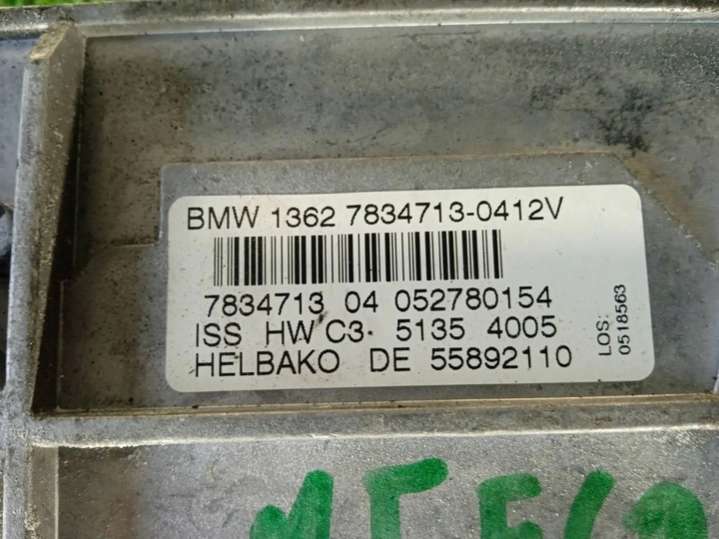 BMW 1362 7834713-0412V
7834713 04 052780154
ISS HW C3. 5135 4005
HELBAKO DE 55892110
LOS:
0518563